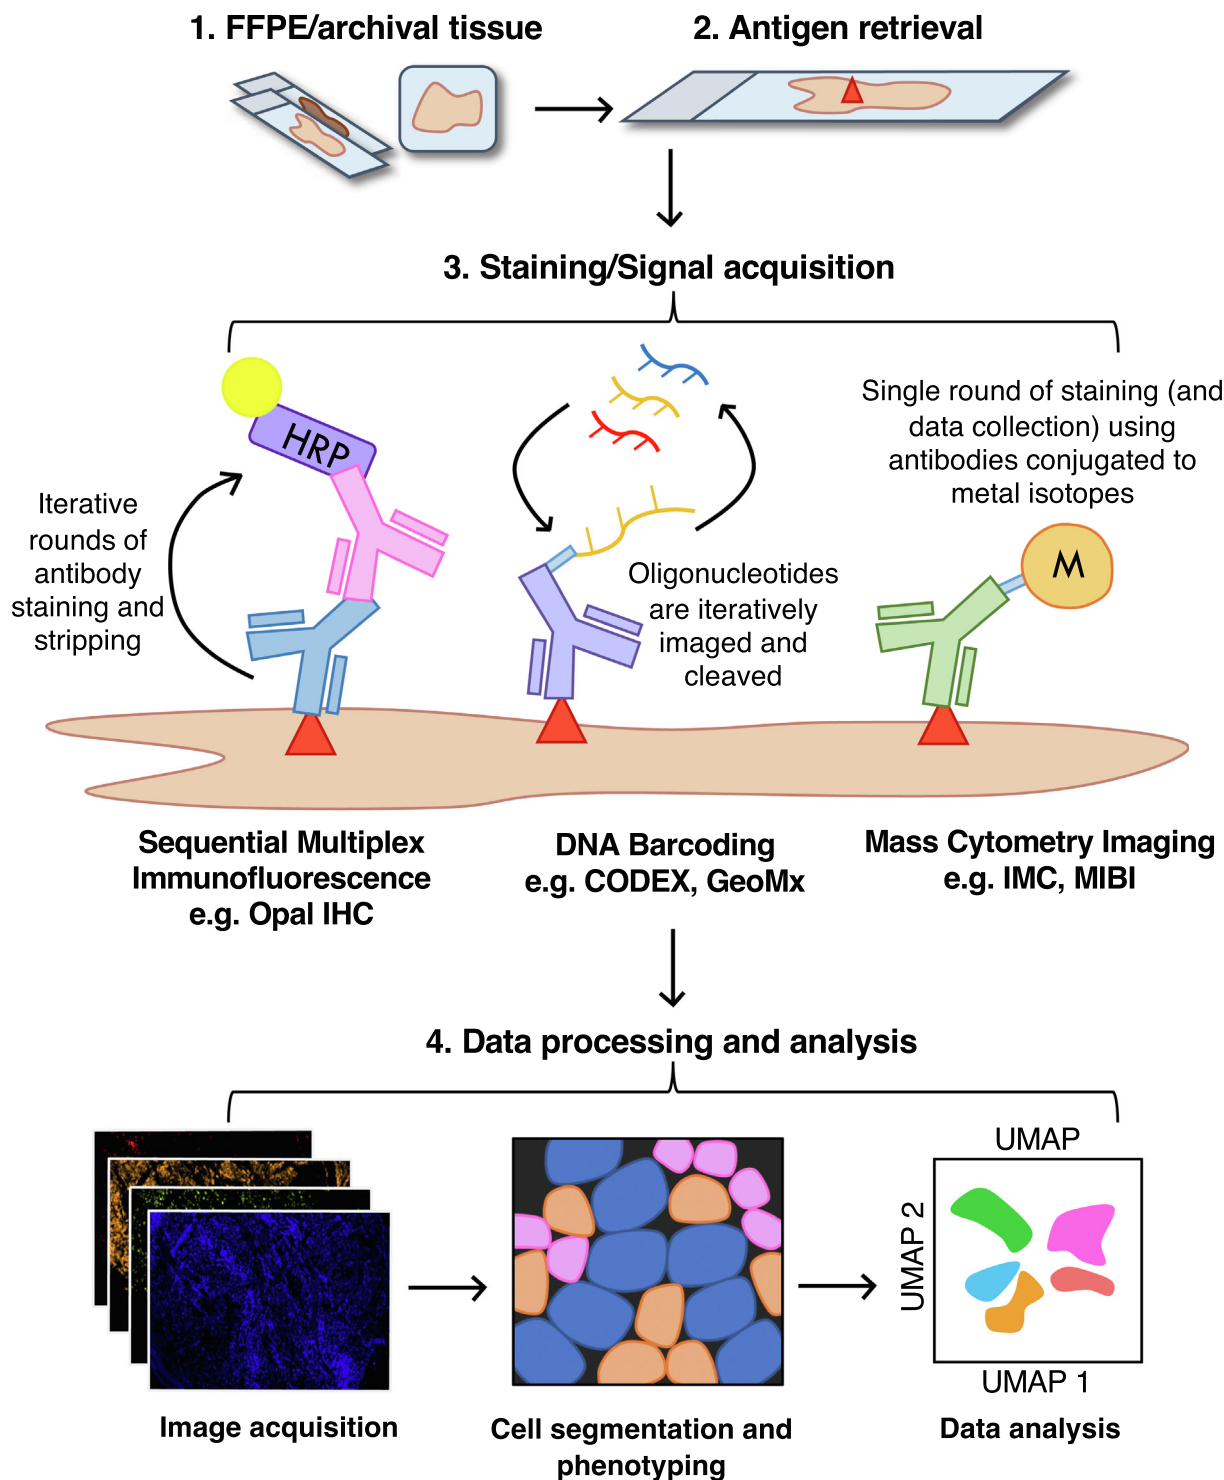 1. FFPE/archival tissue
2. Antigen retrieval
3. Staining/Signal acquisition
HRP
Iterative
rounds of
antibody
staining and
stripping
Oligonucleotides
are iteratively
imaged and
cleaved
Single round of staining (and
data collection) using
antibodies conjugated to
metal isotopes
M
Sequential Multiplex
Immunofluorescence
e.g. Opal IHC
DNA Barcoding
e.g. CODEX, GeoMx
Mass Cytometry Imaging
e.g. IMC, MIBI
4. Data processing and analysis
Image acquisition
Cell segmentation and
phenotyping
UMAP
UMAP 2
UMAP 1
Data analysis